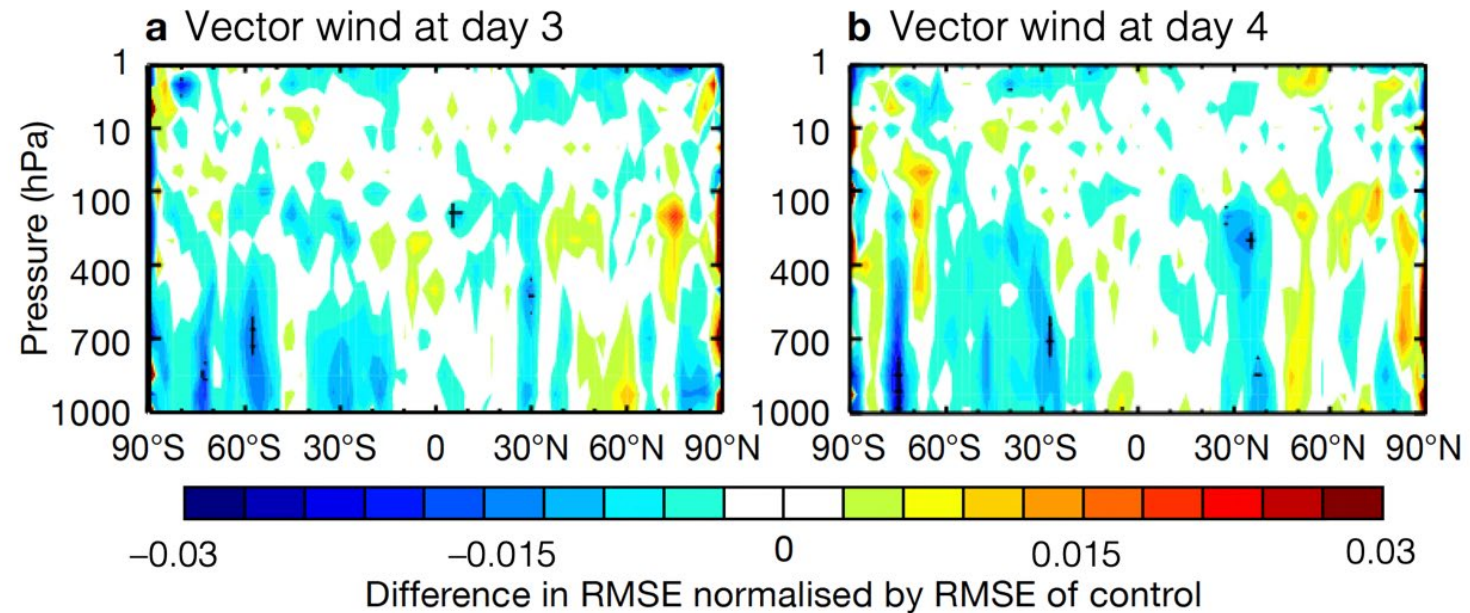 a Vector wind at day 3
b Vector wind at day 4
Pressure (hPa)
1
10
100
400
700
1000
90°S 60°S 30°S 0 30°N 60°N 90°N
1
10
100
400
700
1000
90°S 60°S 30°S 0 30°N 60°N 90°N
−0.03 −0.015 0 0.015 0.03
Difference in RMSE normalised by RMSE of control